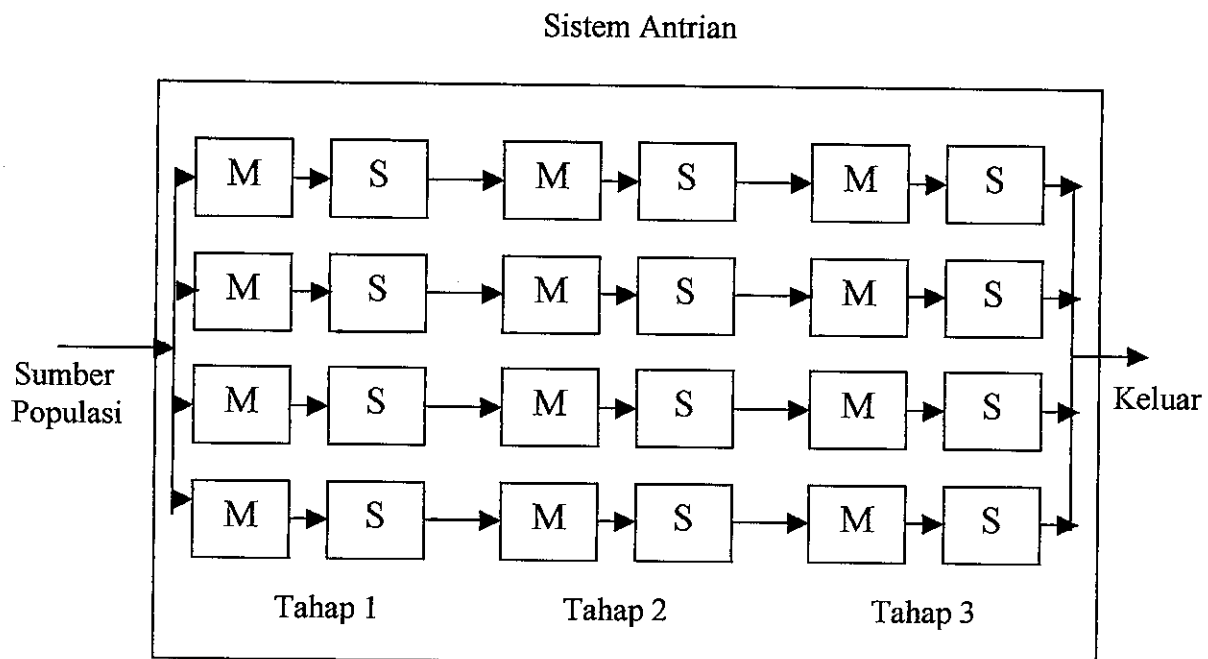 Sistem Antrian
M S M S M S
M S M S M S
Sumber
Populasi
Keluar
M S M S M S
M S M S M S
Tahap 1 Tahap 2 Tahap 3